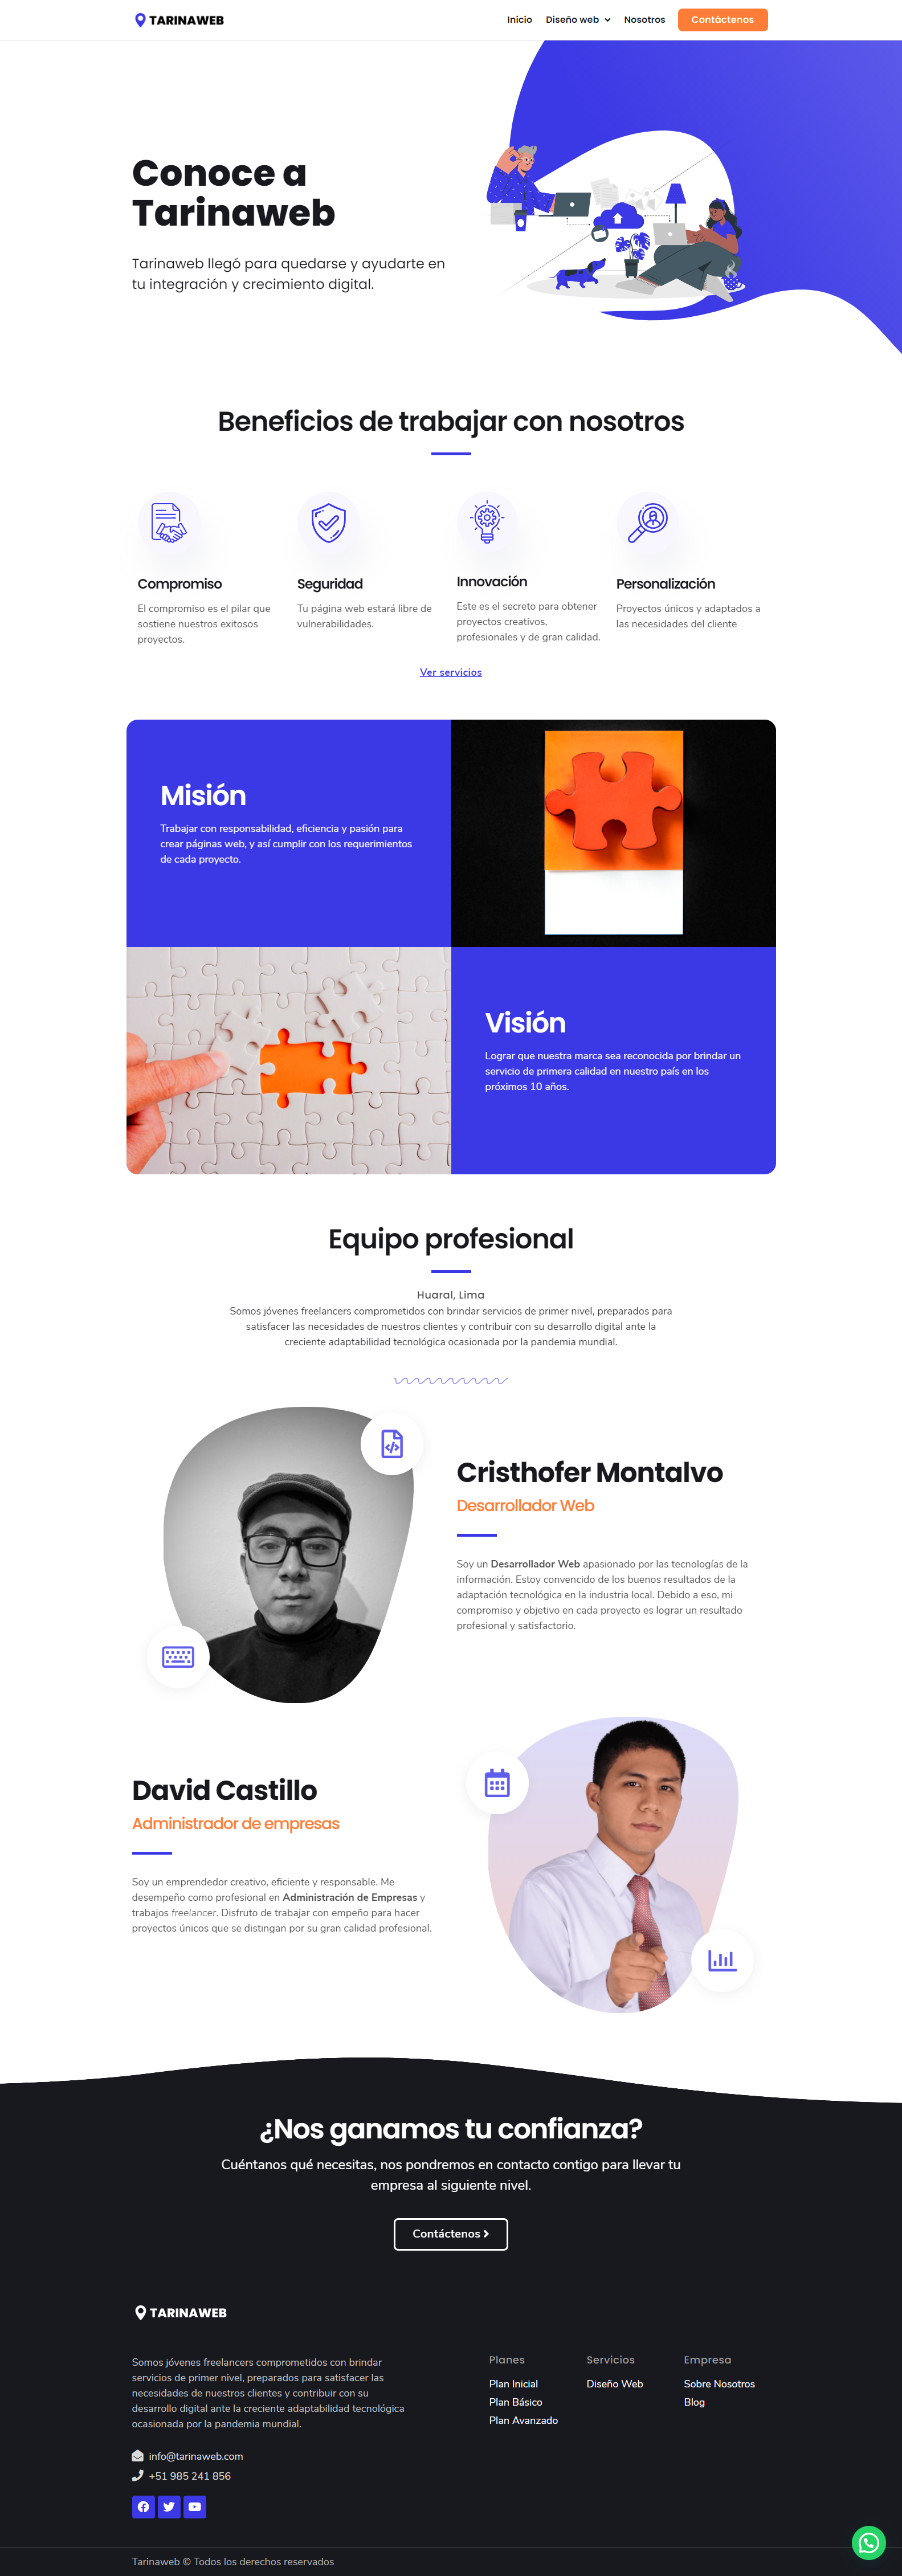 TARINAWEB
Inicio
Diseño web
Nosotros
Contáctenos
Conoce a
Tarinaweb
Tarinaweb llegó para quedarse y ayudarte en
tu integración y crecimiento digital.
Beneficios de trabajar con nosotros
Compromiso
El compromiso es el pilar que
sostiene nuestros exitosos
proyectos.
Seguridad
Tu página web estará libre de
vulnerabilidades.
Innovación
Este es el secreto para obtener
proyectos creativos,
profesionales y de gran calidad.
Personalización
Proyectos únicos y adaptados a
las necesidades del cliente
Ver servicios
Misión
Trabajar con responsabilidad, eficiencia y pasión para
crear páginas web, y así cumplir con los requerimientos
de cada proyecto.
Visión
Lograr que nuestra marca sea reconocida por brindar un
servicio de primera calidad en nuestro país en los
próximos 10 años.
Equipo profesional
Huaral, Lima
Somos jóvenes freelancers comprometidos con brindar servicios de primer nivel, preparados para
satisfacer las necesidades de nuestros clientes y contribuir con su desarrollo digital ante la
creciente adaptabilidad tecnológica ocasionada por la pandemia mundial.
Cristhofer Montalvo
Desarrollador Web
Soy un Desarrollador Web apasionado por las tecnologías de la
información. Estoy convencido de los buenos resultados de la
adaptación tecnológica en la industria local. Debido a eso, mi
compromiso y objetivo en cada proyecto es lograr un resultado
profesional y satisfactorio.
David Castillo
Administrador de empresas
Soy un emprendedor creativo, eficiente y responsable. Me
desempeño como profesional en Administración de Empresas y
trabajos freelancer. Disfruto de trabajar con empeño para hacer
proyectos únicos que se distingan por su gran calidad profesional.
¿Nos ganamos tu confianza?
Cuéntanos qué necesitas, nos pondremos en contacto contigo para llevar tu
empresa al siguiente nivel.
Contáctenos
TARINAWEB
Somos jóvenes freelancers comprometidos con brindar
servicios de primer nivel, preparados para satisfacer las
necesidades de nuestros clientes y contribuir con su
desarrollo digital ante la creciente adaptabilidad tecnológica
ocasionada por la pandemia mundial.
info@tarinaweb.com
+51 985 241 856
Planes
Plan Inicial
Plan Básico
Plan Avanzado
Servicios
Diseño Web
Empresa
Sobre Nosotros
Blog
Tarinaweb © Todos los derechos reservados